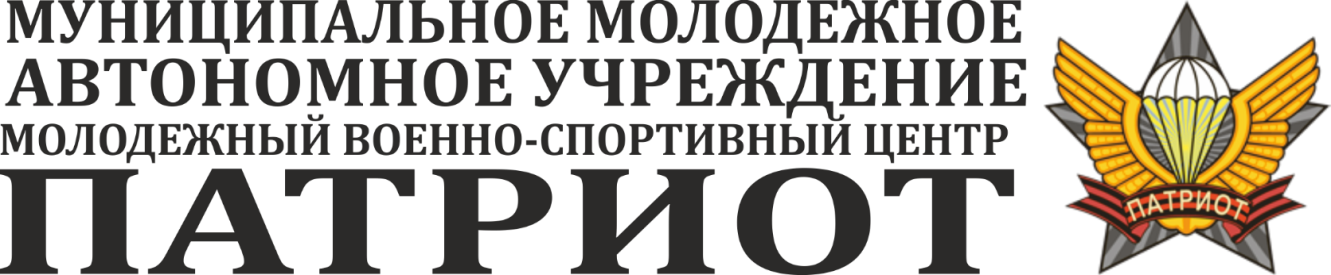 МУНИЦИПАЛЬНОЕ МОЛОДЕЖНОЕ
АВТОНОМНОЕ УЧРЕЖДЕНИЕ
МОЛОДЕЖНЫЙ ВОЕННО-СПОРТИВНЫЙ ЦЕНТР
ПАТРИОТ
ПАТРИОТ